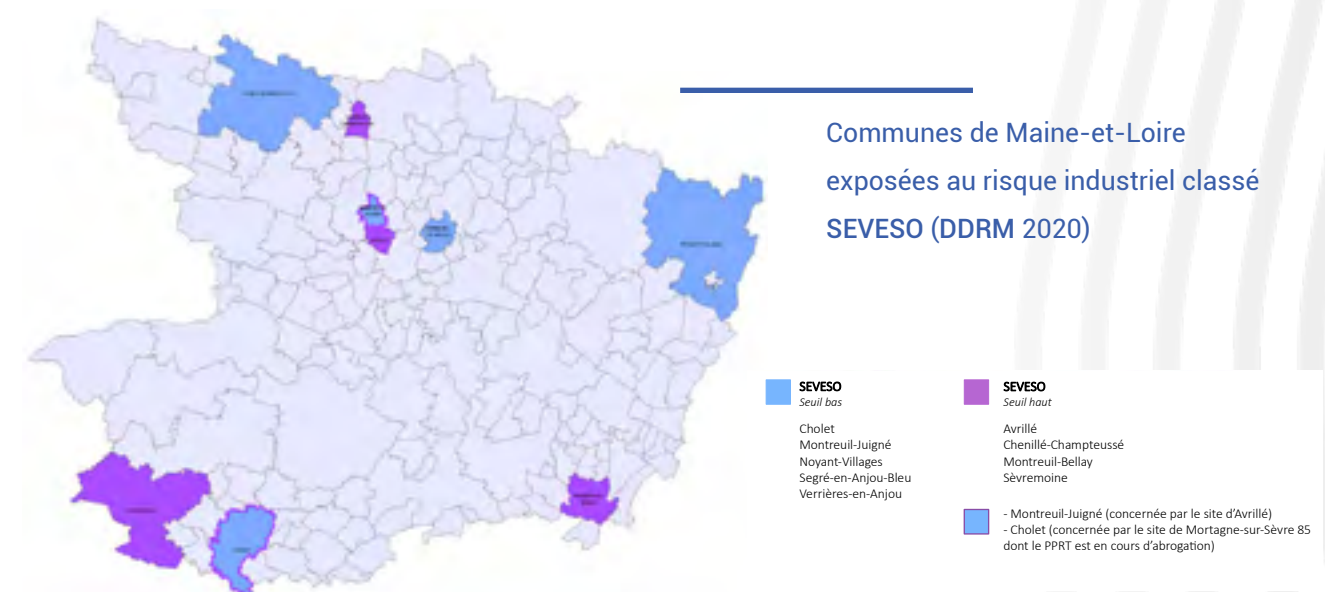 Communes de Maine-et-Loire
exposées au risque industriel classé
SEVESO (DDRM 2020)
SEVESO
Seuil bas
Cholet
Montreuil-Juigné
Noyant-Villages
Segré-en-Anjou-Bleu
Verrières-en-Anjou
SEVESO
Seuil haut
Avrillé
Chenillé-Champteussé
Montreuil-Bellay
Sèvremoine
- Montreuil-Juigné (concernée par le site d'Avrillé)
- Cholet (concernée par le site de Mortagne-sur-Sèvre 85
dont le PPRT est en cours d'abrogation)